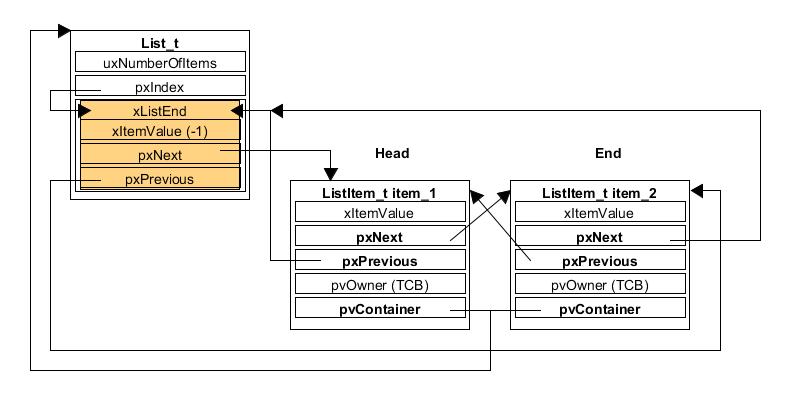 List_t
uxNumberOfItems
pxIndex
xListEnd
xItemValue (-1)
pxNext
pxPrevious
Head
End
ListItem_t item_1
xItemValue
pxNext
pxPrevious
pvOwner (TCB)
pvContainer
ListItem_t item_2
xItemValue
pxNext
pxPrevious
pvOwner (TCB)
pvContainer